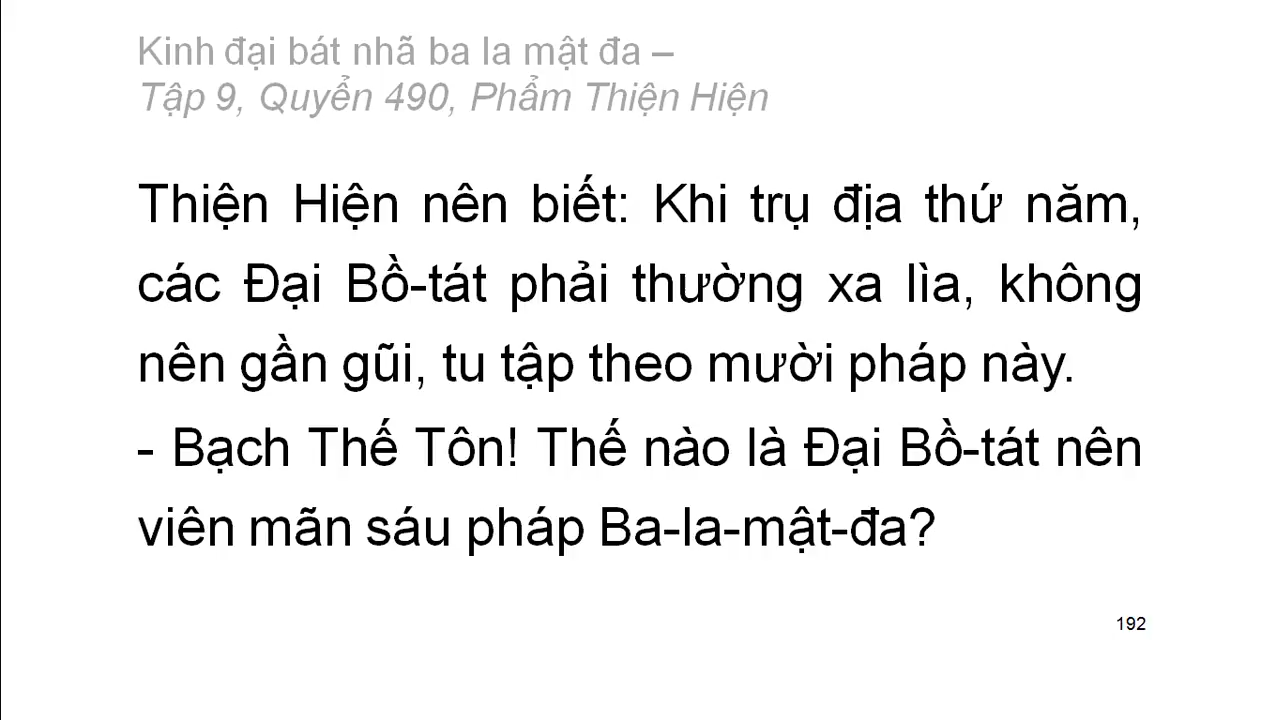 Kinh đại bát nhã ba la mật đa –
Tập 9, Quyển 490, Phẩm Thiện Hiện
Thiện Hiện nên biết: Khi trụ địa thứ năm,
các Đại Bồ-tát phải thường xa lìa, không
nên gần gũi, tu tập theo mười pháp này.
- Bạch Thế Tôn! Thế nào là Đại Bồ-tát nên
viên mãn sáu pháp Ba-la-mật-đa?
192